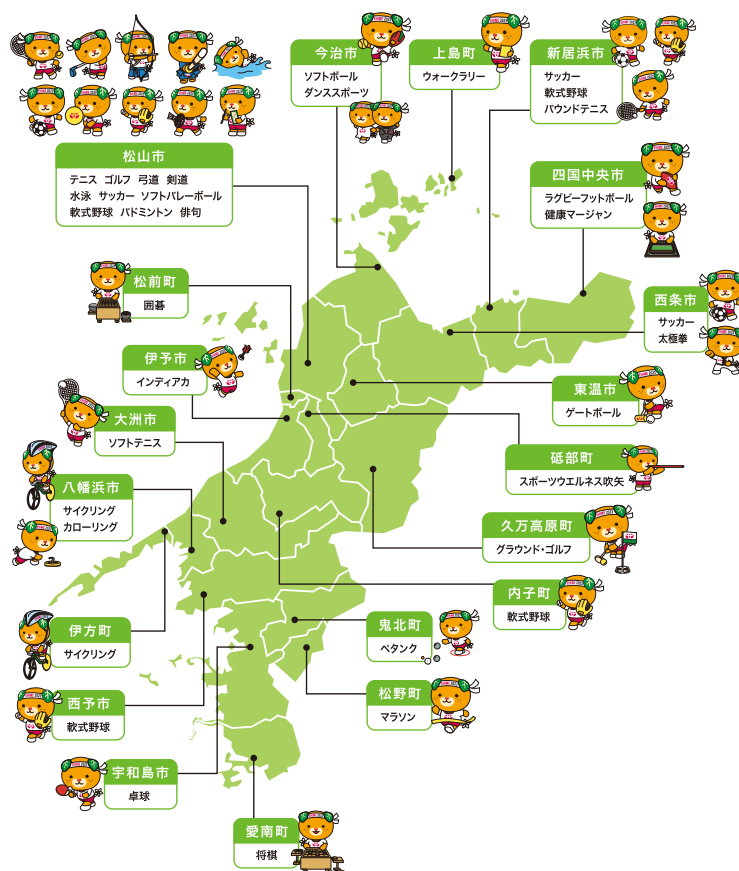 今治市
ソフトボール
ダンススポーツ
上島町
ウォークラリー
新居浜市
サッカー
軟式野球
バウンドテニス
松山市
テニス ゴルフ 弓道 剣道
水泳 サッカー ソフトバレーボール
軟式野球 バドミントン 俳句
四国中央市
ラグビーフットボール
健康マージャン
松前町
囲碁
西条市
サッカー
太極拳
伊予市
インディアカ
東温市
ゲートボール
大洲市
ソフトテニス
砥部町
スポーツウエルネス吹矢
八幡浜市
サイクリング
カローリング
久万高原町
グラウンド・ゴルフ
内子町
軟式野球
伊方町
サイクリング
鬼北町
ペタンク
西予市
軟式野球
松野町
マラソン
宇和島市
卓球
愛南町
将棋